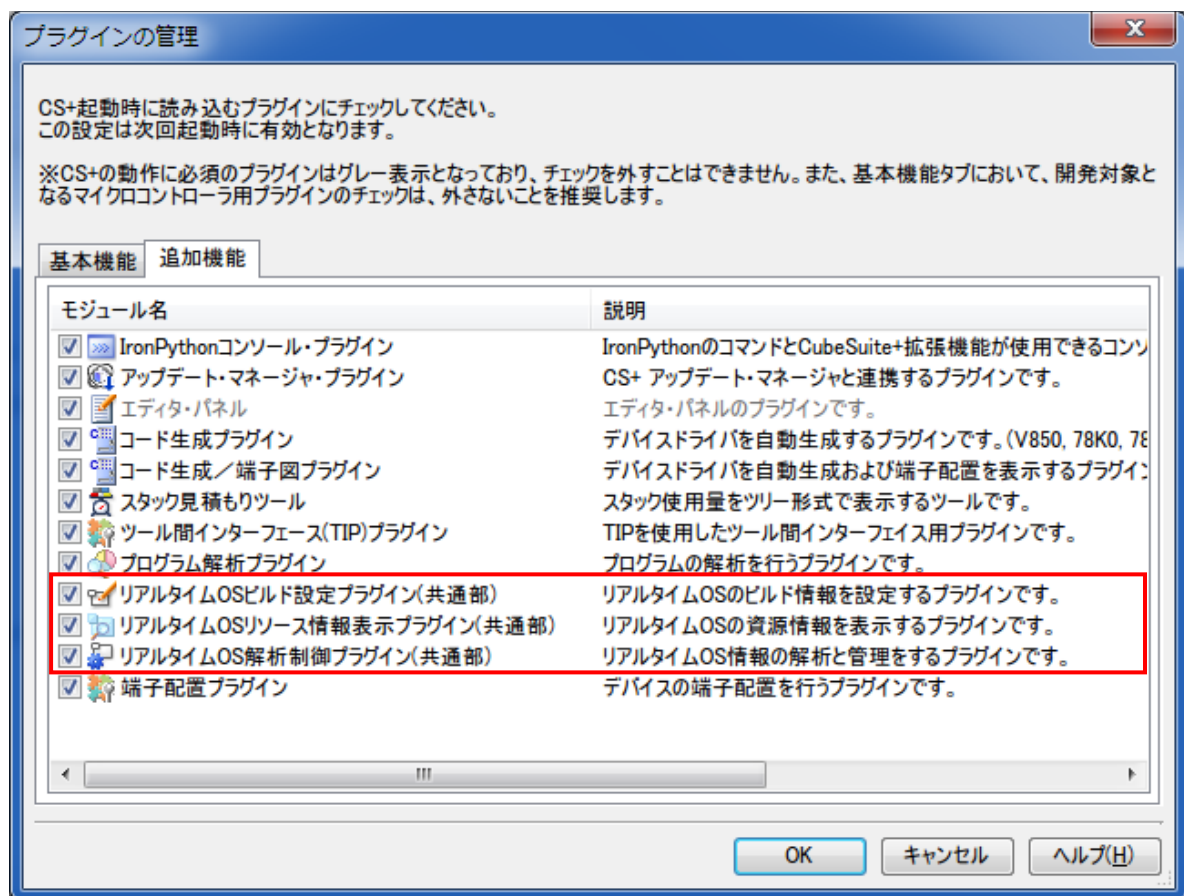 プラグインの管理
CS+起動時に読み込むプラグインにチェックしてください。
この設定は次回起動時に有効となります。
※CS+の動作に必須のプラグインはグレー表示となっており、チェックを外すことはできません。また、基本機能タブにおいて、開発対象と
なるマイクロコントローラ用プラグインのチェックは、外さないことを推奨します。
基本機能 追加機能
モジュール名 説明
IronPythonコンソール・プラグイン IronPythonのコマンドとCubeSuite+拡張機能が使用できるコンソ
アップデート・マネージャ・プラグイン CS+ アップデート・マネージャと連携するプラグインです。
エディタ・パネル エディタ・パネルのプラグインです。
コード生成プラグイン デバイスドライバを自動生成するプラグインです。(V850, 78K0, 78
コード生成／端子図プラグイン デバイスドライバを自動生成および端子配置を表示するプラグイン
スタック見積もりツール スタック使用量をツリー形式で表示するツールです。
ツール間インターフェース(TIP)プラグイン TIPを使用したツール間インターフェイス用プラグインです。
プログラム解析プラグイン プログラムの解析を行うプラグインです。
リアルタイムOSビルド設定プラグイン(共通部) リアルタイムOSのビルド情報を設定するプラグインです。
リアルタイムOSリソース情報表示プラグイン(共通部) リアルタイムOSの資源情報を表示するプラグインです。
リアルタイムOS解析制御プラグイン(共通部) リアルタイムOS情報の解析と管理をするプラグインです。
端子配置プラグイン デバイスの端子配置を行うプラグインです。
OK キャンセル ヘルプ(H)